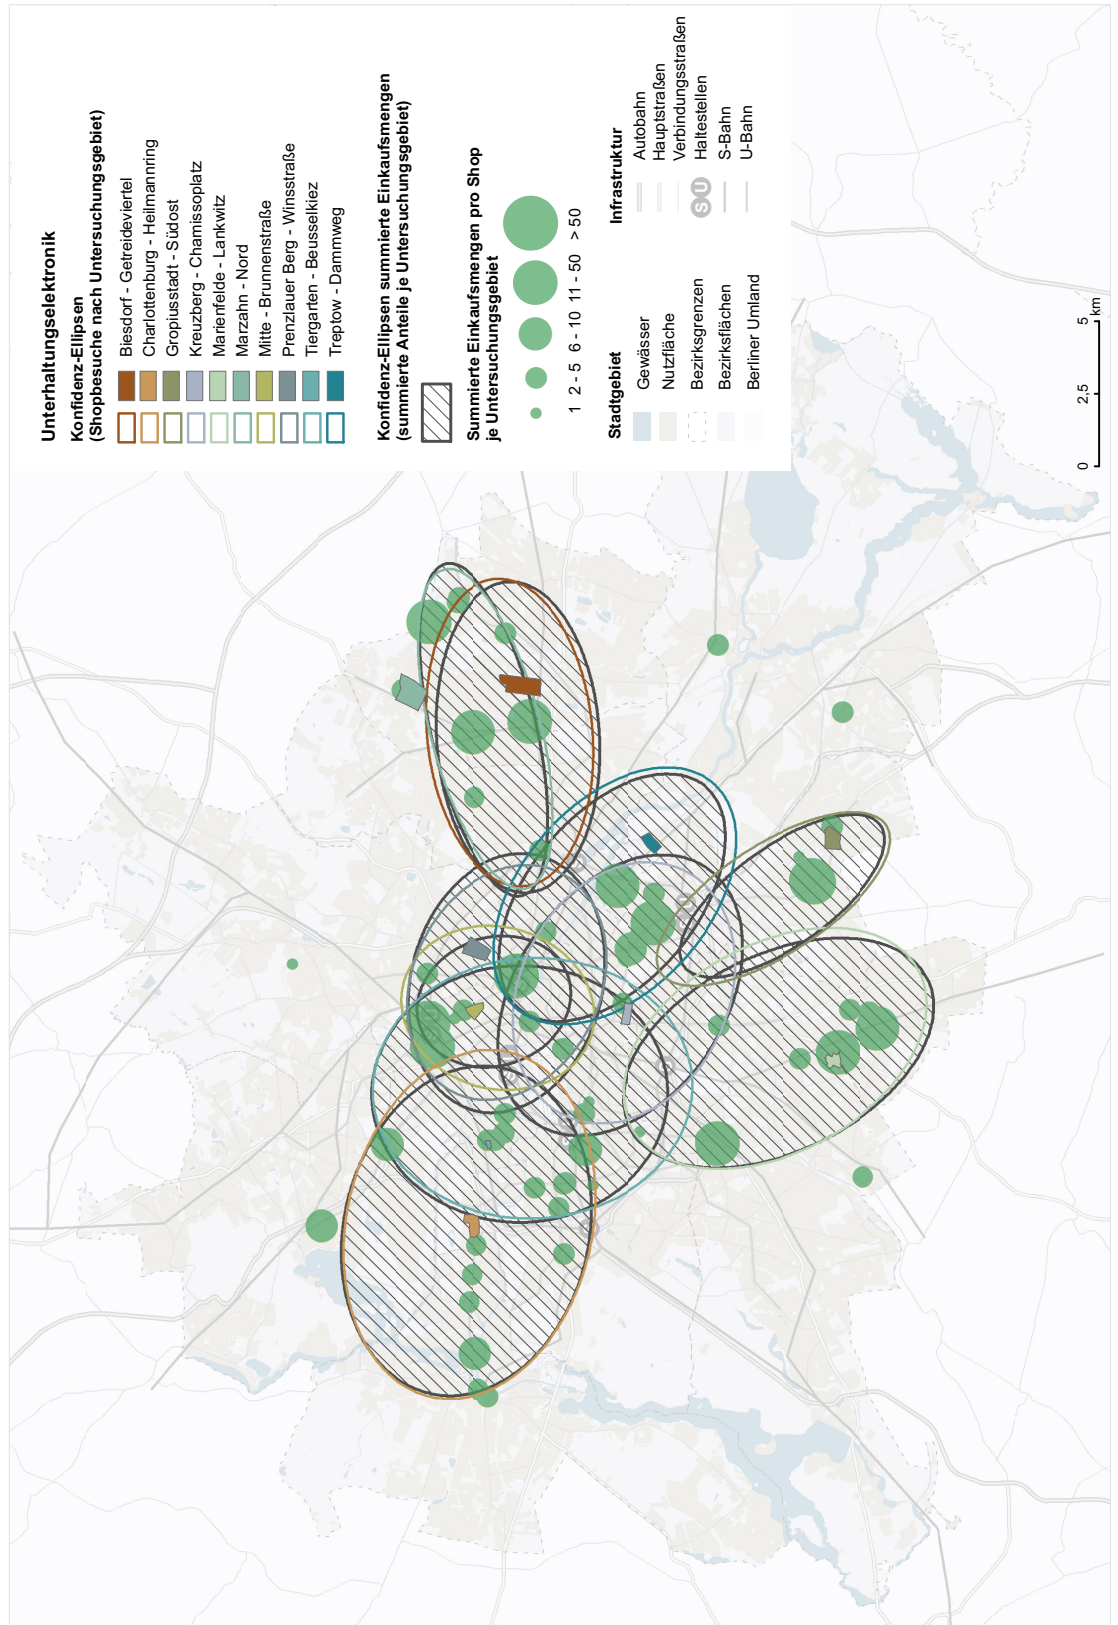 Unterhaltungselektronik
Konfidenz-Ellipsen
(Shopbesuche nach Untersuchungsgebiet)
Biesdorf - Getreideviertel
Charlottenburg - Heilmannring
Gropiusstadt - Südost
Kreuzberg - Chamissoplatz
Marienfelde - Lankwitz
Marzahn - Nord
Mitte - Brunnenstraße
Prenzlauer Berg - Winsstraße
Tiergarten - Beusselkiez
Treptow - Dammweg
Konfidenz-Ellipsen summierte Einkaufsmengen
(summierte Anteile je Untersuchungsgebiet)
Summierte Einkaufsmengen pro Shop
je Untersuchungsgebiet
1 2 - 5 6 - 10 11 - 50 > 50
Stadtgebiet
Gewässer
Nutzfläche
Bezirksgrenzen
Bezirksflächen
Berliner Umland
Infrastruktur
Autobahn
Hauptstraßen
Verbindungsstraßen
S U Haltestellen
S-Bahn
U-Bahn
0 2,5 5
km